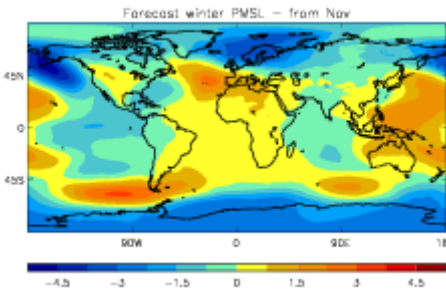 Forecast winter PMSL – from Nov
45N
0
45S
90W 0 90E 18
-4.5 -3 -1.5 0 1.5 3 4.5